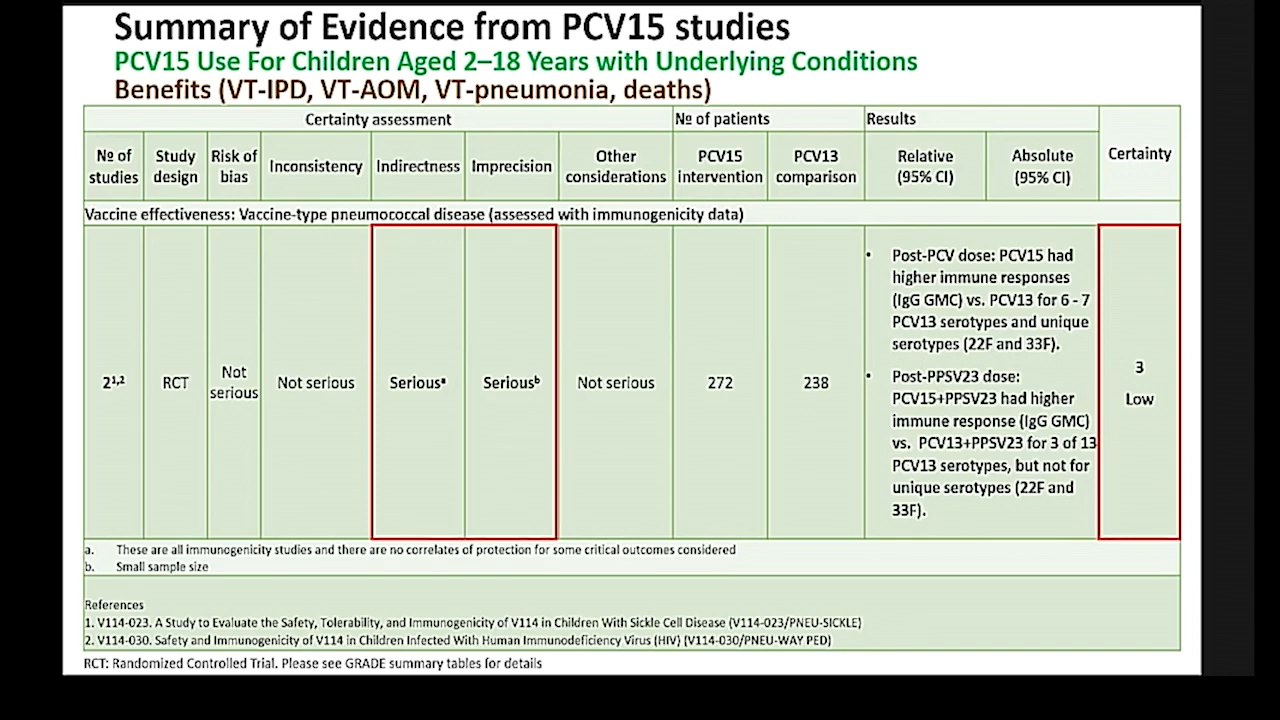 Summary of Evidence from PCV15 studies
PCV15 Use For Children Aged 2–18 Years with Underlying Conditions
Benefits (VT-IPD, VT-AOM, VT-pneumonia, deaths)
Certainty assessment
№ of patients
Results
Certainty
№ of
studies
Study
design
Risk of
bias
Inconsistency
Indirectness
Imprecision
Other
considerations
PCV15
intervention
PCV13
comparison
Relative
(95% CI)
Absolute
(95% CI)
Vaccine effectiveness: Vaccine-type pneumococcal disease (assessed with immunogenicity data)
2¹,²
RCT
Not
serious
Not serious
Seriousᵃ
Seriousᵇ
Not serious
272
238
• Post-PCV dose: PCV15 had
higher immune responses
(IgG GMC) vs. PCV13 for 6 - 7
PCV13 serotypes and unique
serotypes (22F and 33F).
• Post-PPSV23 dose:
PCV15+PPSV23 had higher
immune response (IgG GMC)
vs. PCV13+PPSV23 for 3 of 13
PCV13 serotypes, but not for
unique serotypes (22F and
33F).
3
Low
a. These are all immunogenicity studies and there are no correlates of protection for some critical outcomes considered
b. Small sample size
References
1. V114-023. A Study to Evaluate the Safety, Tolerability, and Immunogenicity of V114 in Children With Sickle Cell Disease (V114-023/PNEU-SICKLE)
2. V114-030. Safety and Immunogenicity of V114 in Children Infected With Human Immunodeficiency Virus (HIV) (V114-030/PNEU-WAY PED)
RCT: Randomized Controlled Trial. Please see GRADE summary tables for details